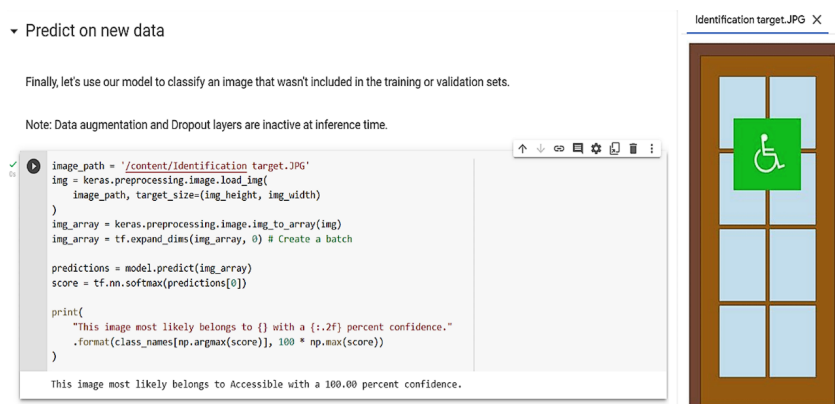 Predict on new data
Finally, let's use our model to classify an image that wasn't included in the training or validation sets.
Note: Data augmentation and Dropout layers are inactive at inference time.
image_path = '/content/Identification target.JPG'
img = keras.preprocessing.image.load_img(
    image_path, target_size=(img_height, img_width)
)
img_array = keras.preprocessing.image.img_to_array(img)
img_array = tf.expand_dims(img_array, 0) # Create a batch
predictions = model.predict(img_array)
score = tf.nn.softmax(predictions[0])
print(
    "This image most likely belongs to {} with a {:.2f} percent confidence."
    .format(class_names[np.argmax(score)], 100 * np.max(score))
)
This image most likely belongs to Accessible with a 100.00 percent confidence.
Identification target.JPG